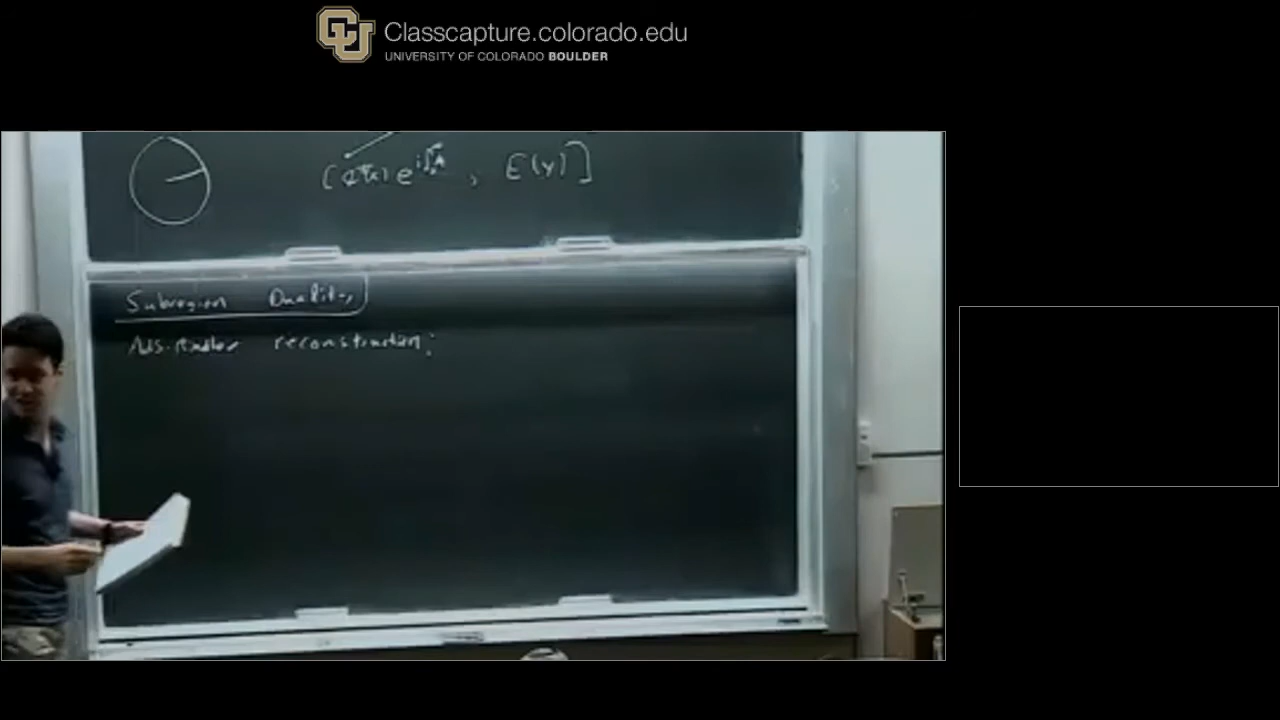 Classcapture.colorado.edu
UNIVERSITY OF COLORADO BOULDER
, E(y)]
Subregion Duality
AdS-Rindler reconstruction: